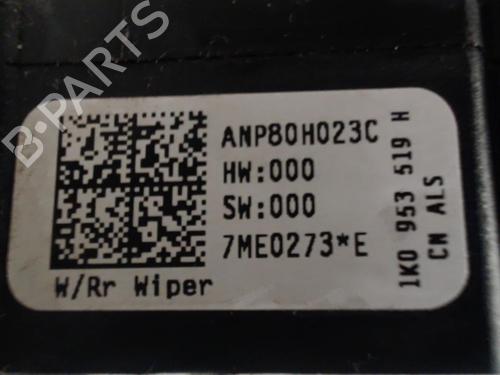 ANP80H023C
HW:000
SW:000
7ME0273*E
W/Rr Wiper
1K0 953 519 H
CN ALS
B-PARTS